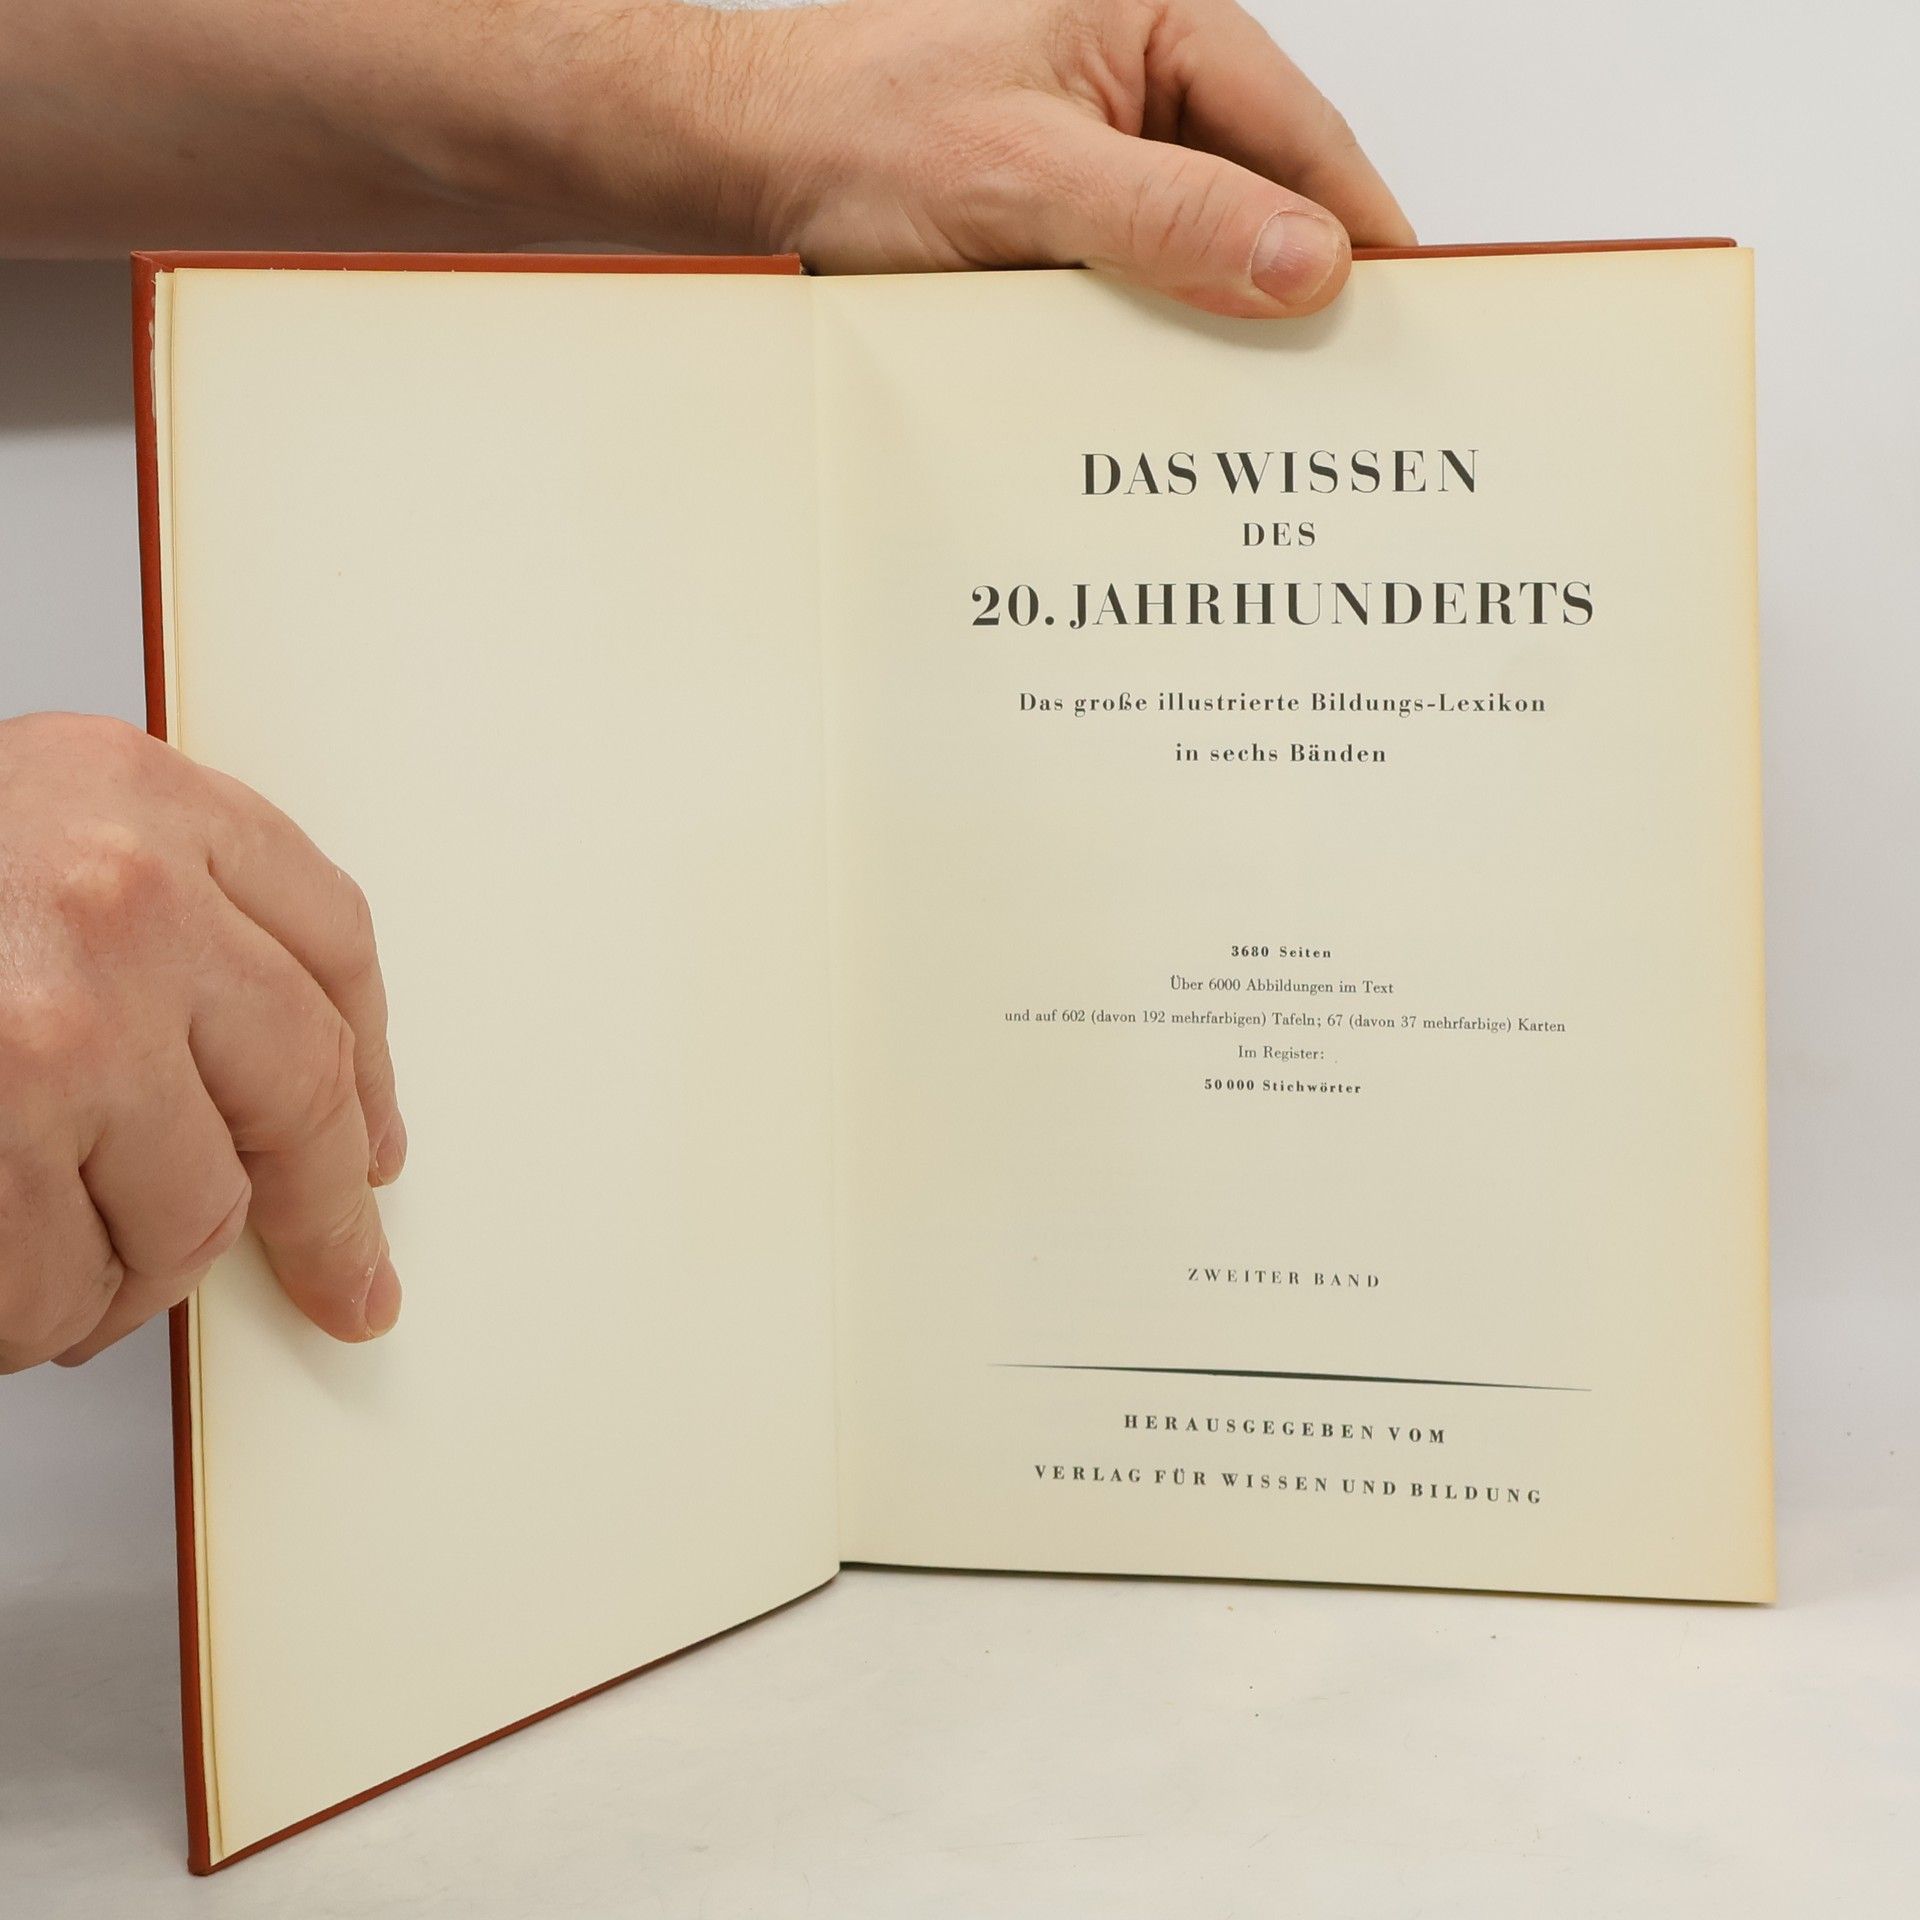 DAS WISSEN
DES
20. JAHRHUNDERTS
Das große illustrierte Bildungs-Lexikon
in sechs Bänden
3680 Seiten
Über 6000 Abbildungen im Text
und auf 602 (davon 192 mehrfarbigen) Tafeln; 67 (davon 37 mehrfarbige) Karten
Im Register:
50000 Stichwörter
ZWEITER BAND
HERAUSGEGEBEN VOM
VERLAG FÜR WISSEN UND BILDUNG